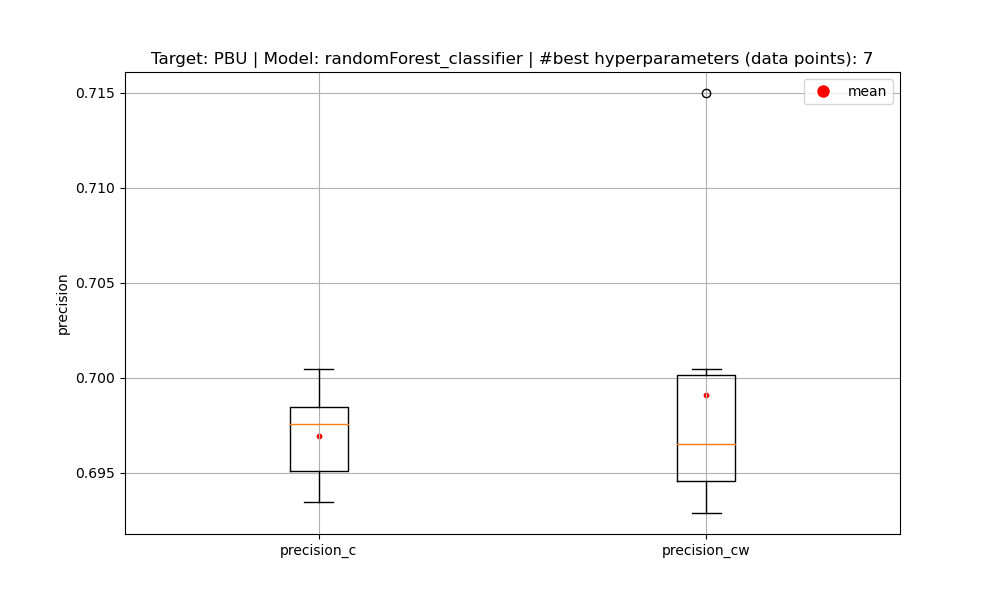 Target: PBU | Model: randomForest_classifier | #best hyperparameters (data points): 7
mean
0.715
0.710
0.705
0.700
0.695
precision
precision_c
precision_cw